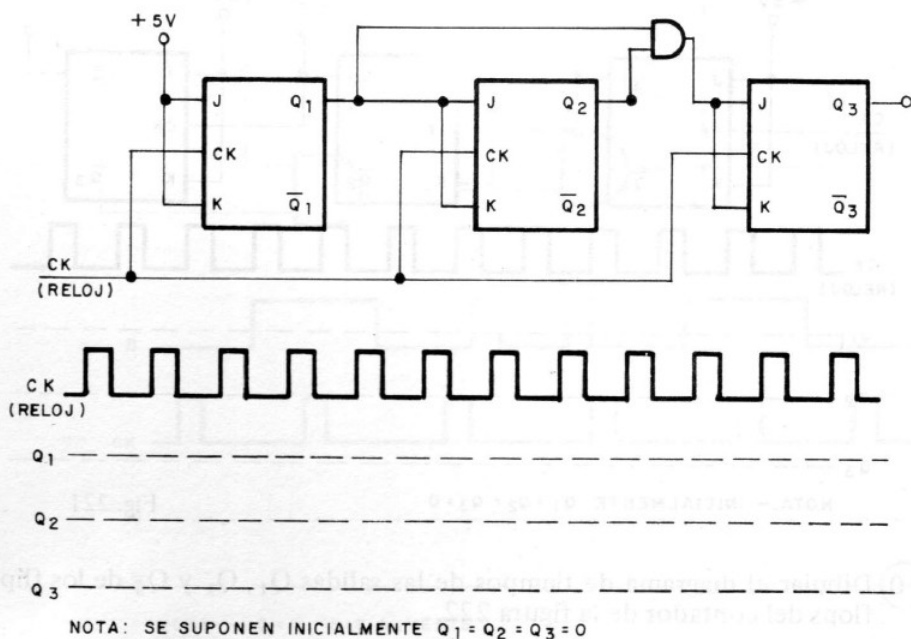 +5V
J Q1
CK
K Q̅1
J Q2
CK
K Q̅2
J Q3
CK
K Q̅3
CK
(RELOJ)
CK
(RELOJ)
Q1
Q2
Q3
NOTA: SE SUPONEN INICIALMENTE Q1=Q2=Q3=0